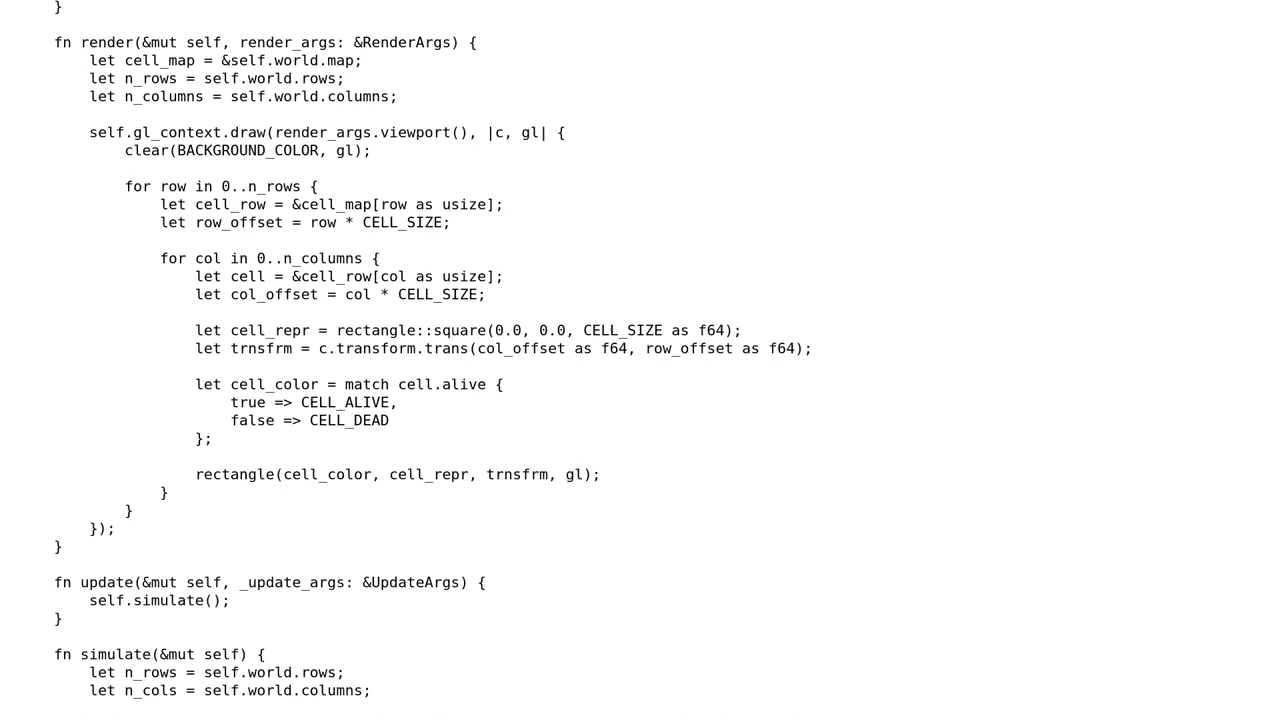 }
fn render(&mut self, render_args: &RenderArgs) {
let cell_map = &self.world.map;
let n_rows = self.world.rows;
let n_columns = self.world.columns;
self.gl_context.draw(render_args.viewport(), |c, gl| {
clear(BACKGROUND_COLOR, gl);
for row in 0..n_rows {
let cell_row = &cell_map[row as usize];
let row_offset = row * CELL_SIZE;
for col in 0..n_columns {
let cell = &cell_row[col as usize];
let col_offset = col * CELL_SIZE;
let cell_repr = rectangle::square(0.0, 0.0, CELL_SIZE as f64);
let trnsfrm = c.transform.trans(col_offset as f64, row_offset as f64);
let cell_color = match cell.alive {
true => CELL_ALIVE,
false => CELL_DEAD
};
rectangle(cell_color, cell_repr, trnsfrm, gl);
}
}
});
}
fn update(&mut self, _update_args: &UpdateArgs) {
self.simulate();
}
fn simulate(&mut self) {
let n_rows = self.world.rows;
let n_cols = self.world.columns;